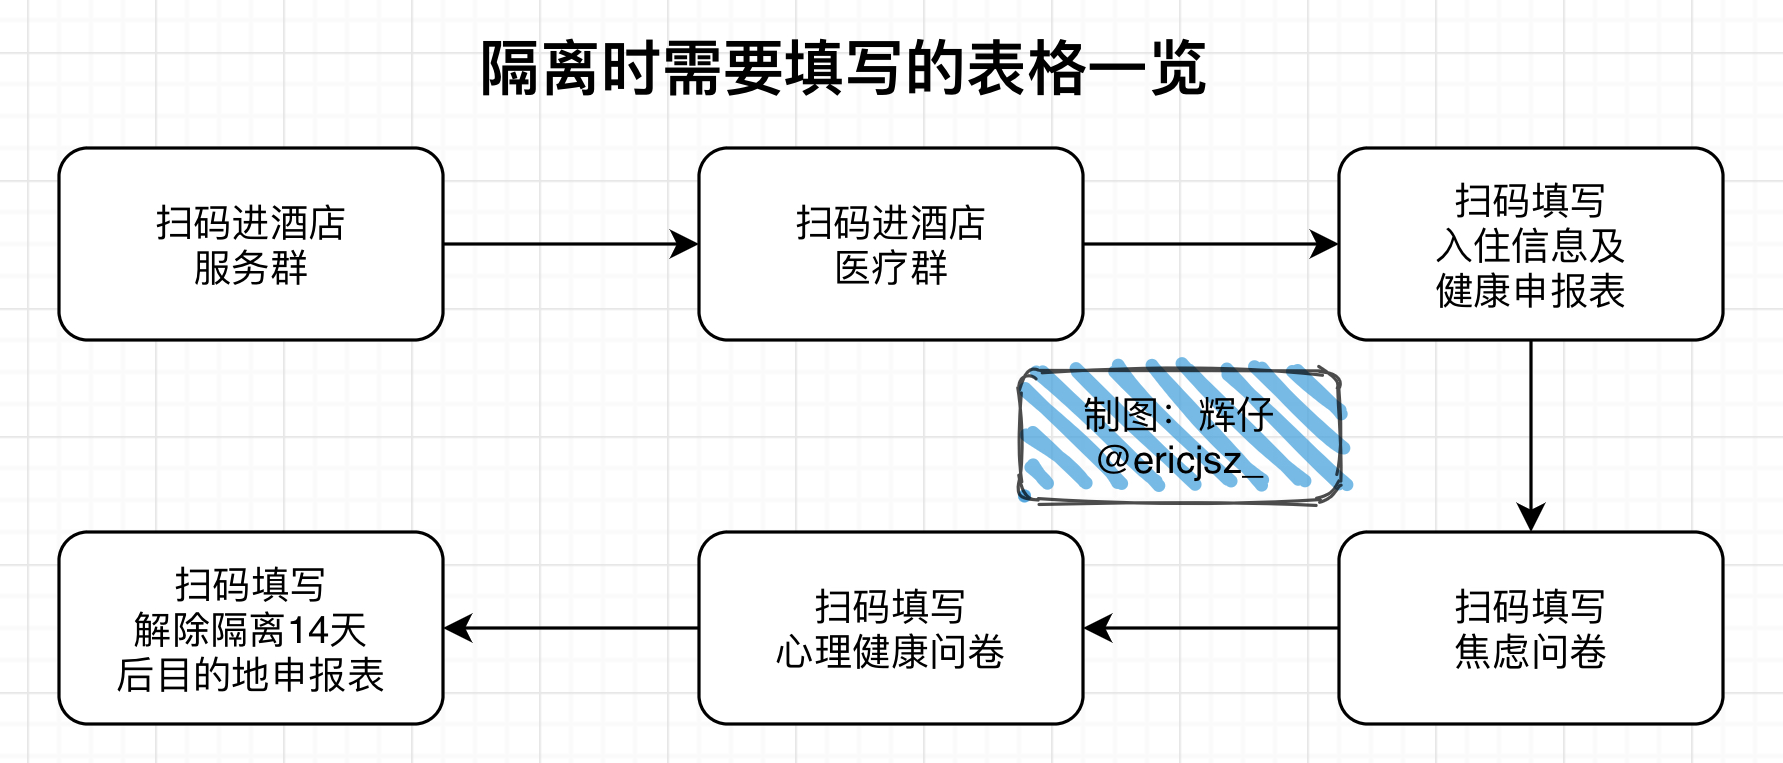 隔离时需要填写的表格一览
扫码进酒店
服务群
扫码进酒店
医疗群
扫码填写
入住信息及
健康申报表
制图：辉仔
@ericjsz_
扫码填写
焦虑问卷
扫码填写
心理健康问卷
扫码填写
解除隔离14天
后目的地申报表